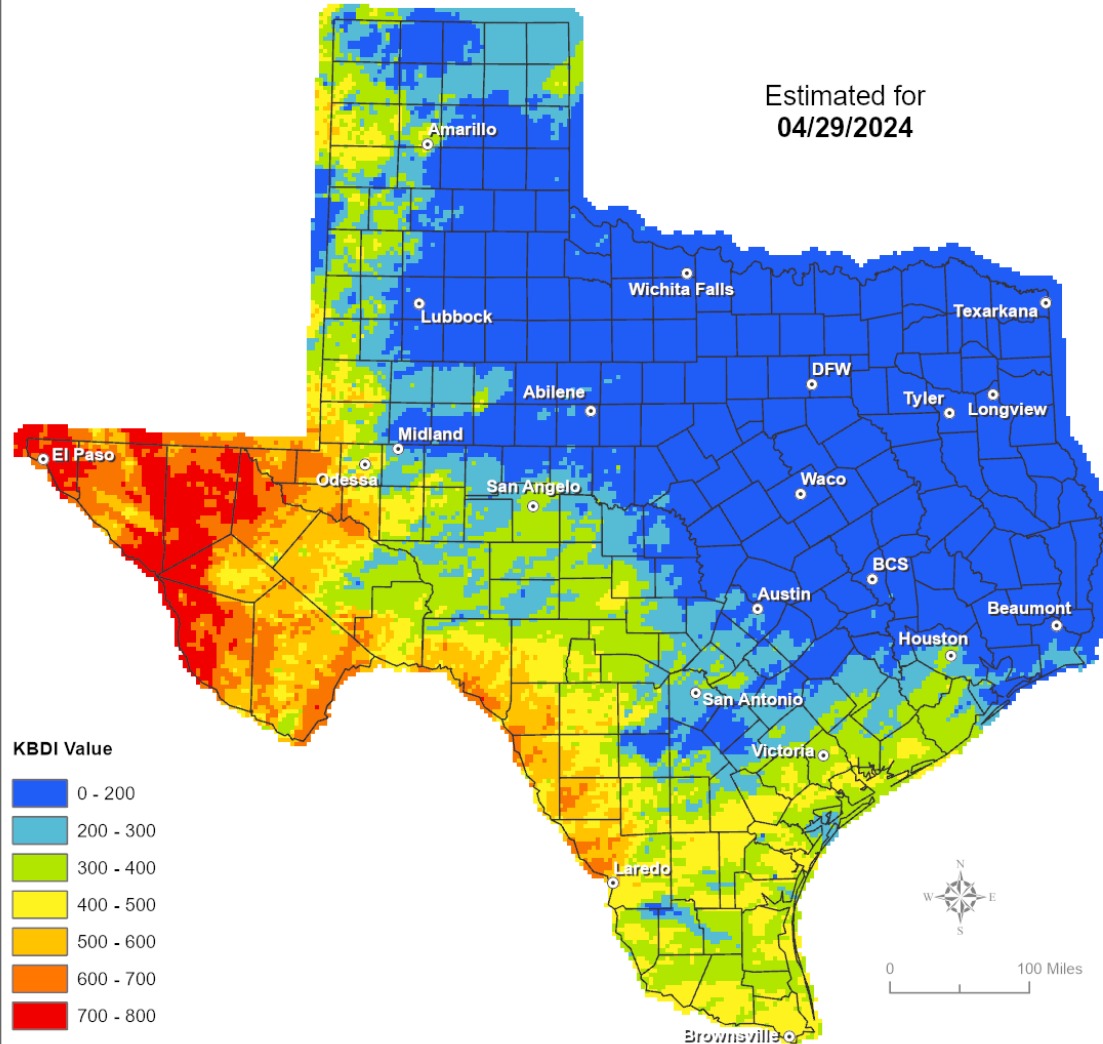 Estimated for
04/29/2024
Amarillo
Wichita Falls
Lubbock
Texarkana
DFW
Abilene
Tyler
Longview
Midland
El Paso
Odessa
San Angelo
Waco
BCS
Austin
Beaumont
Houston
San Antonio
Victoria
Laredo
Brownsville
KBDI Value
0 - 200
200 - 300
300 - 400
400 - 500
500 - 600
600 - 700
700 - 800
N
W E
S
0 100 Miles